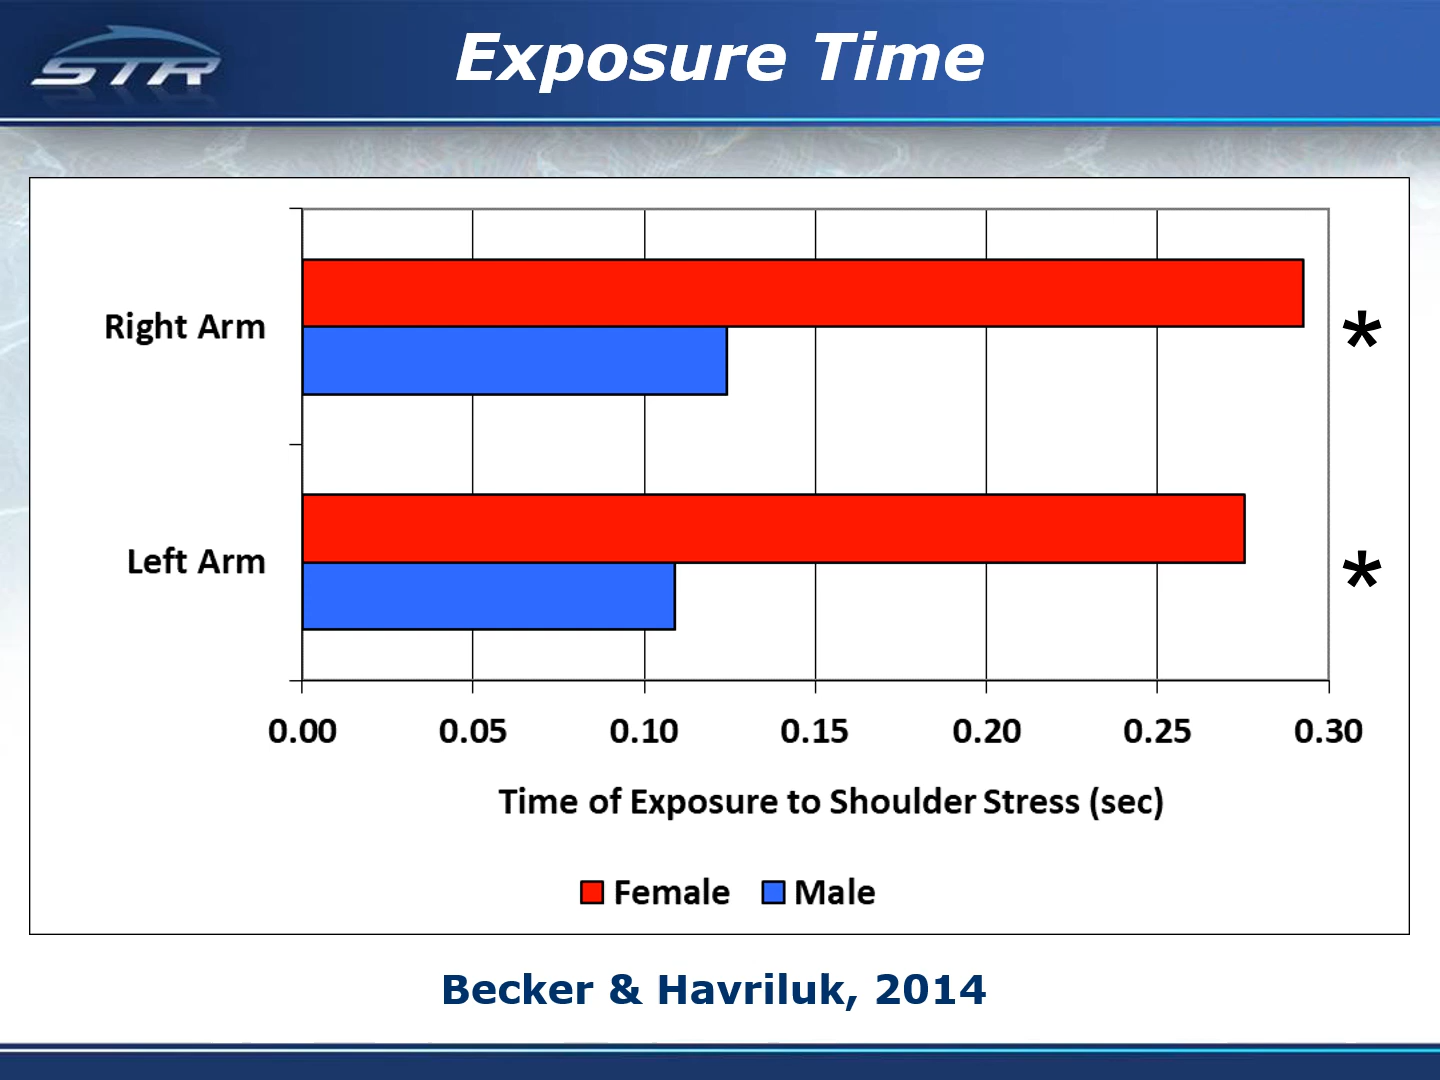 STR
Exposure Time
Right Arm
*
Left Arm
*
0.00 0.05 0.10 0.15 0.20 0.25 0.30
Time of Exposure to Shoulder Stress (sec)
Female Male
Becker & Havriluk, 2014